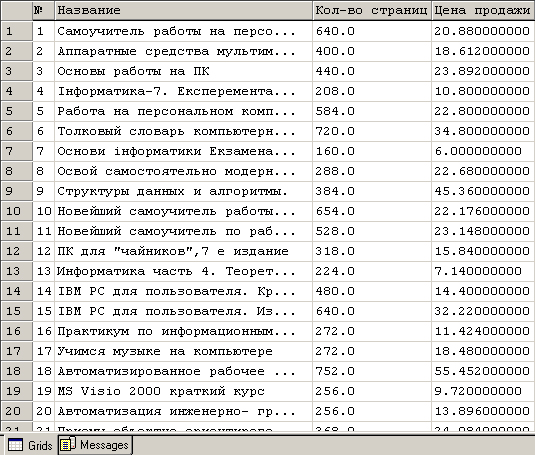 № Название Кол-во страниц Цена продажи
1 1 Самоучитель работы на персо... 640.0 20.880000000
2 2 Аппаратные средства мультим... 400.0 18.612000000
3 3 Основы работы на ПК 440.0 23.892000000
4 4 Інформатика-7. Експеремента... 208.0 10.800000000
5 5 Работа на персональном комп... 584.0 22.800000000
6 6 Толковый словарь компьютерн... 720.0 34.800000000
7 7 Основи інформатики Екзамена... 160.0 6.000000000
8 8 Освой самостоятельно модерн... 288.0 22.680000000
9 9 Структуры данных и алгоритмы. 384.0 45.360000000
10 10 Новейший самоучитель работы... 654.0 22.176000000
11 11 Новейший самоучитель по раб... 528.0 23.148000000
12 12 ПК для "чайников",7 е издание 318.0 15.840000000
13 13 Информатика часть 4. Теорет... 224.0 7.140000000
14 14 IBM PC для пользователя. Кр... 480.0 14.400000000
15 15 IBM PC для пользователя. Из... 640.0 32.220000000
16 16 Практикум по информационным... 272.0 11.424000000
17 17 Учимся музыке на компьютере 272.0 18.480000000
18 18 Автоматизированное рабочее ... 752.0 55.452000000
19 19 MS Visio 2000 краткий курс 256.0 9.720000000
20 20 Автоматизация инженерно- гр... 256.0 13.896000000
21 21 368.0 24.084000000
Grids Messages